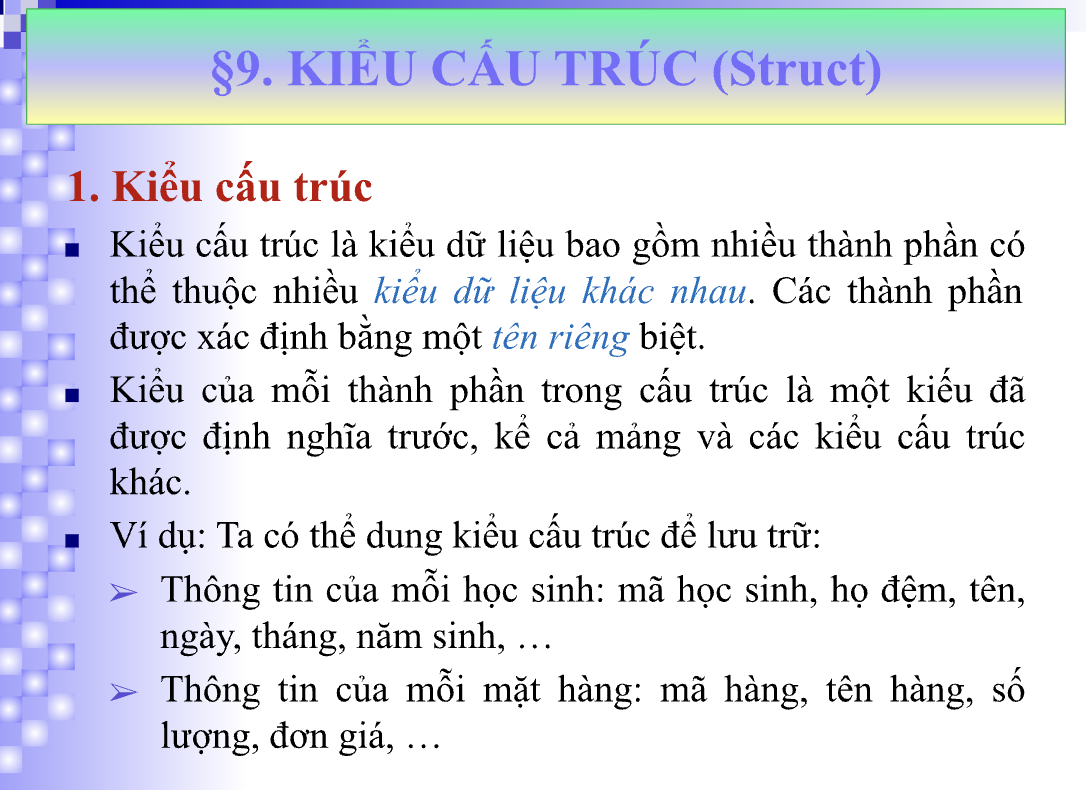 §9. KIỂU CẤU TRÚC (Struct)
1. Kiểu cấu trúc
Kiểu cấu trúc là kiểu dữ liệu bao gồm nhiều thành phần có
thể thuộc nhiều kiểu dữ liệu khác nhau. Các thành phần
được xác định bằng một tên riêng biệt.
Kiểu của mỗi thành phần trong cấu trúc là một kiếu đã
được định nghĩa trước, kể cả mảng và các kiểu cấu trúc
khác.
Ví dụ: Ta có thể dung kiểu cấu trúc để lưu trữ:
Thông tin của mỗi học sinh: mã học sinh, họ đệm, tên,
ngày, tháng, năm sinh, …
Thông tin của mỗi mặt hàng: mã hàng, tên hàng, số
lượng, đơn giá, …